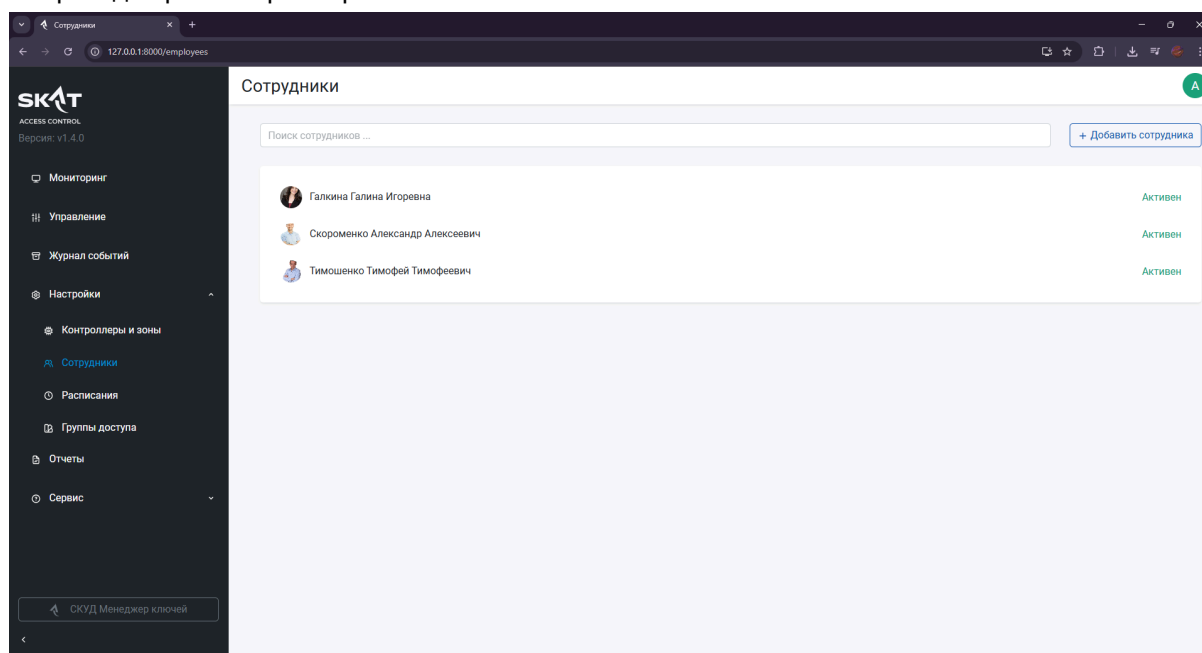 Сотрудники
127.0.0.1:8000/employees
SKAT
ACCESS CONTROL
Версия: v1.4.0
Сотрудники
A
Поиск сотрудников ...
+ Добавить сотрудника
Мониторинг
Управление
Журнал событий
Настройки
Контроллеры и зоны
Сотрудники
Расписания
Группы доступа
Отчеты
Сервис
Галкина Галина Игоревна
Активен
Скороменко Александр Алексеевич
Активен
Тимошенко Тимофей Тимофеевич
Активен
СКУД Менеджер ключей